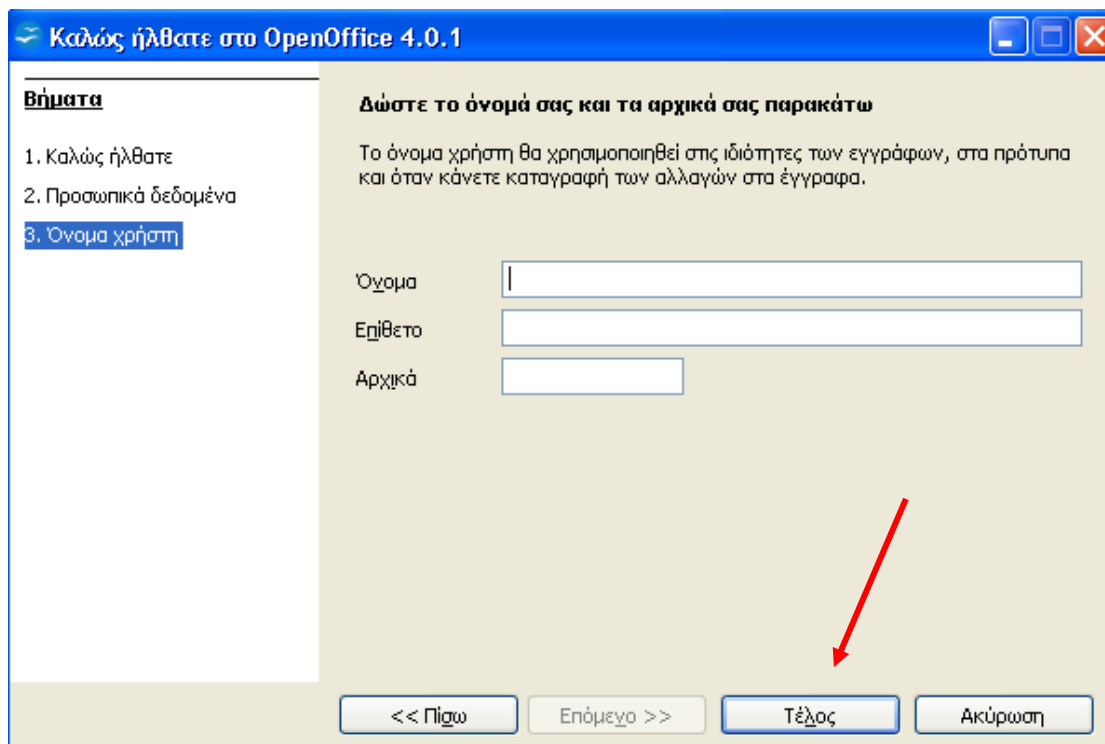 Καλώς ήλθατε στο OpenOffice 4.0.1
Βήματα
1. Καλώς ήλθατε
2. Προσωπικά δεδομένα
3. Όνομα χρήστη
Δώστε το όνομά σας και τα αρχικά σας παρακάτω
Το όνομα χρήστη θα χρησιμοποιηθεί στις ιδιότητες των εγγράφων, στα πρότυπα
και όταν κάνετε καταγραφή των αλλαγών στα έγγραφα.
Όνομα
Επίθετο
Αρχικά
<< Πίσω
Επόμενο >>
Τέλος
Ακύρωση